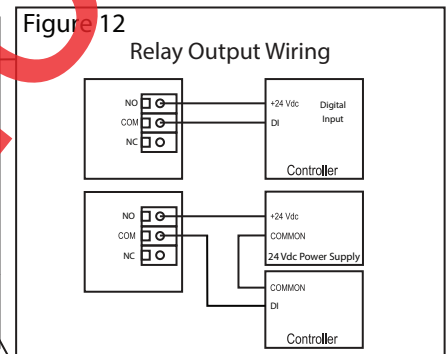 Figure 12
Relay Output Wiring
NO
COM
NC
+24 Vdc
Digital
Input
DI
Controller
NO
COM
NC
+24 Vdc
COMMON
24 Vdc Power Supply
COMMON
DI
Controller